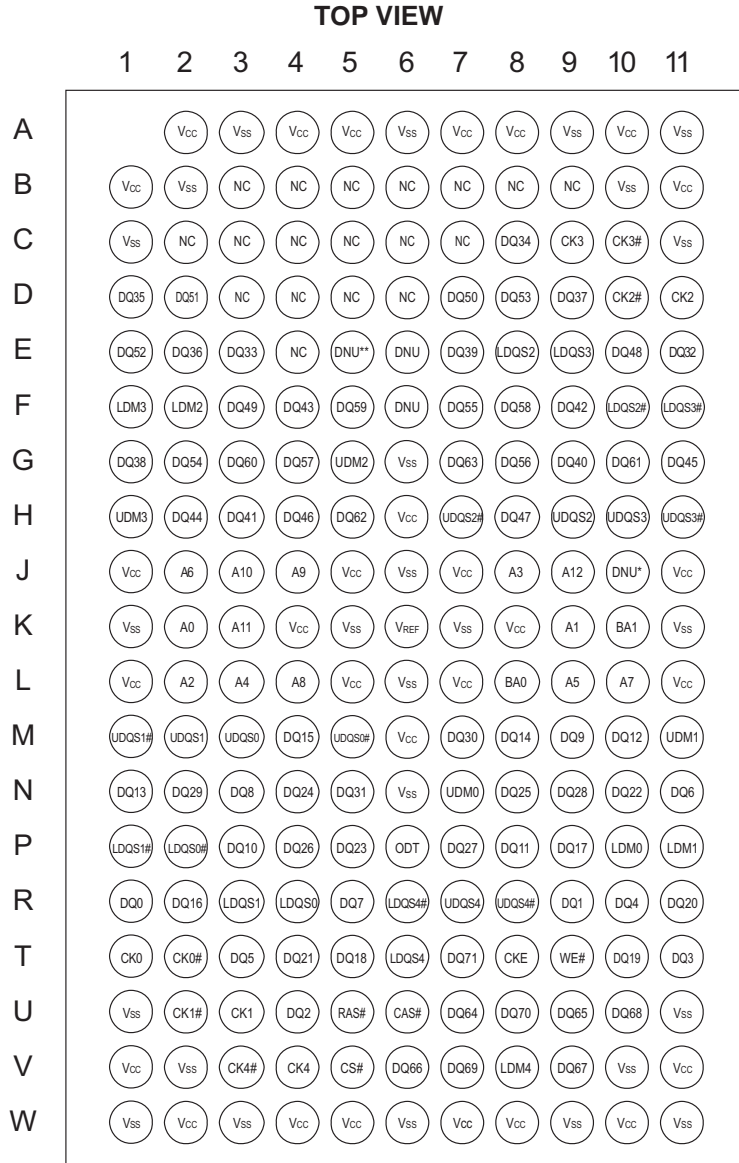 TOP VIEW
1 2 3 4 5 6 7 8 9 10 11
A Vcc Vss Vcc Vcc Vss Vcc Vcc Vss Vcc Vss
B Vcc Vss NC NC NC NC NC NC NC Vss Vcc
C Vss NC NC NC NC NC NC DQ34 CK3 CK3# Vss
D DQ35 DQ51 NC NC NC NC DQ50 DQ53 DQ37 CK2# CK2
E DQ52 DQ36 DQ33 NC DNU** DNU DQ39 LDQS2 LDQS3 DQ48 DQ32
F LDM3 LDM2 DQ49 DQ43 DQ59 DNU DQ55 DQ58 DQ42 LDQS2# LDQS3#
G DQ38 DQ54 DQ60 DQ57 UDM2 Vss DQ63 DQ56 DQ40 DQ61 DQ45
H UDM3 DQ44 DQ41 DQ46 DQ62 Vcc UDQS2# DQ47 UDQS2 UDQS3 UDQS3#
J Vcc A6 A10 A9 Vcc Vss Vcc A3 A12 DNU* Vcc
K Vss A0 A11 Vcc Vss VREF Vss Vcc A1 BA1 Vss
L Vcc A2 A4 A8 Vcc Vss Vcc BA0 A5 A7 Vcc
M UDQS1# UDQS1 UDQS0 DQ15 UDQS0# Vcc DQ30 DQ14 DQ9 DQ12 UDM1
N DQ13 DQ29 DQ8 DQ24 DQ31 Vss UDM0 DQ25 DQ28 DQ22 DQ6
P LDQS1# LDQS0# DQ10 DQ26 DQ23 ODT DQ27 DQ11 DQ17 LDM0 LDM1
R DQ0 DQ16 LDQS1 LDQS0 DQ7 LDQS4# UDQS4 UDQS4# DQ1 DQ4 DQ20
T CK0 CK0# DQ5 DQ21 DQ18 LDQS4 DQ71 CKE WE# DQ19 DQ3
U Vss CK1# CK1 DQ2 RAS# CAS# DQ64 DQ70 DQ65 DQ68 Vss
V Vcc Vss CK4# CK4 CS# DQ66 DQ69 LDM4 DQ67 Vss Vcc
W Vss Vcc Vss Vcc Vcc Vss Vcc Vcc Vss Vcc Vss